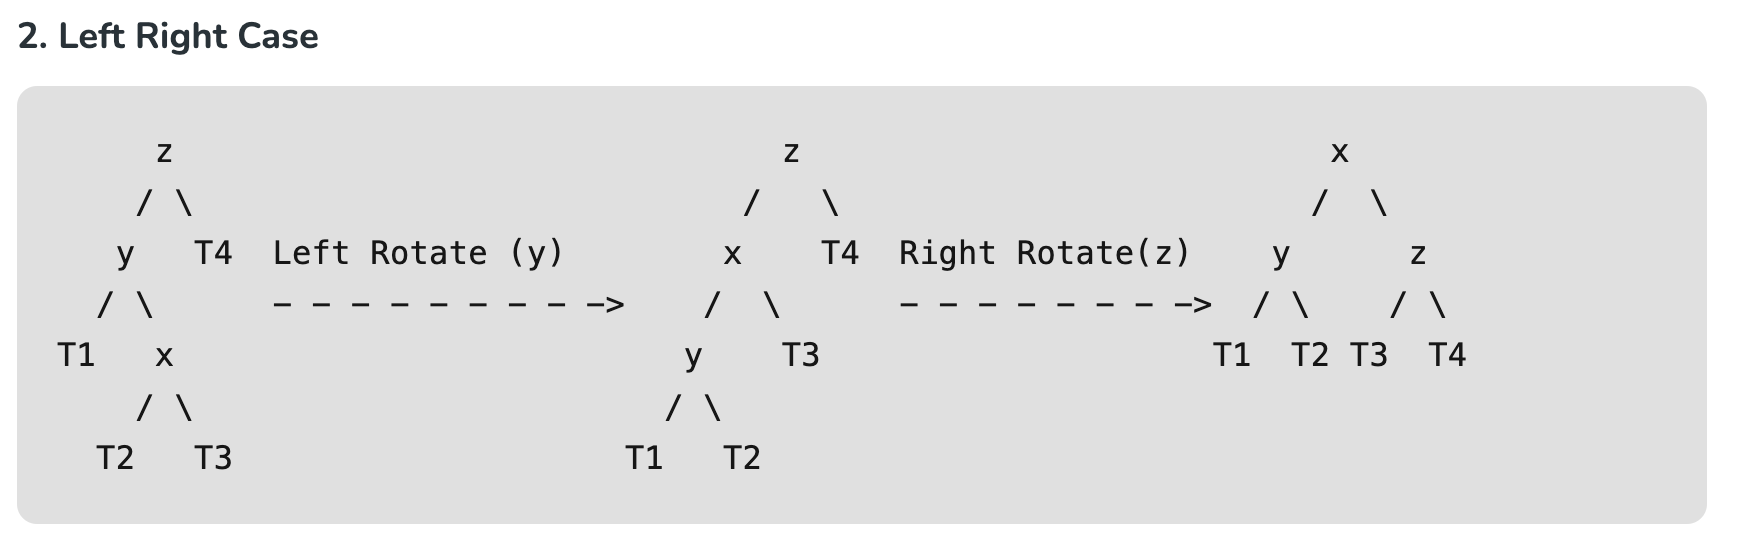 2. Left Right Case
z                               z                           x
/ \                            /   \                        /  \
y   T4  Left Rotate (y)        x    T4  Right Rotate(z)    y      z
/ \      - - - - - - - - ->    /  \      - - - - - - - ->  / \    / \
T1   x                        y    T3                    T1  T2 T3  T4
/ \                        / \
T2   T3                    T1   T2